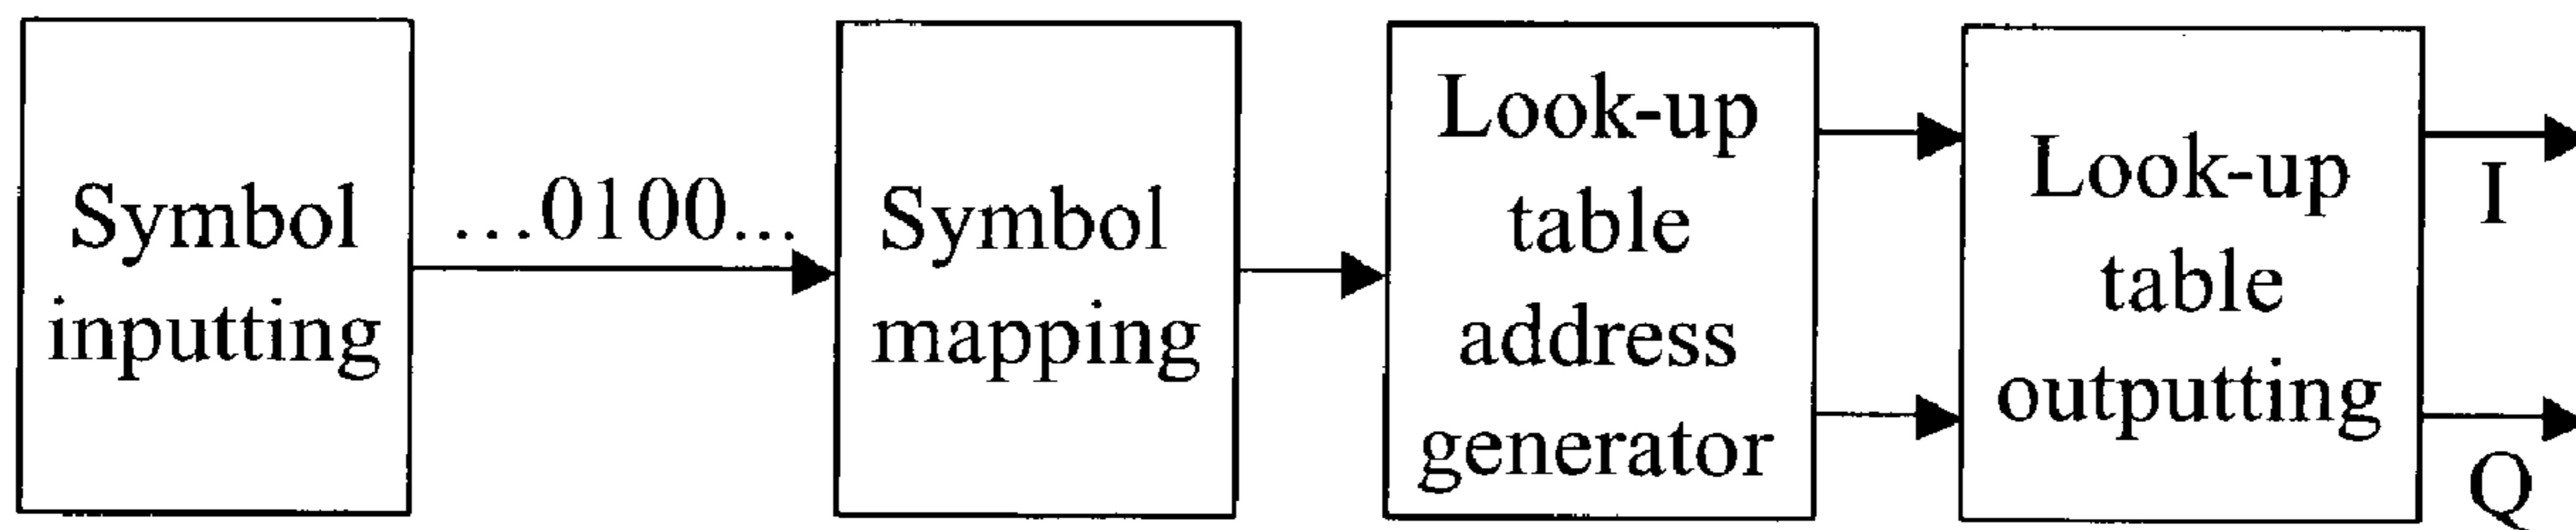 Symbol
inputting
...0100...
Symbol
mapping
Look-up
table
address
generator
Look-up
table
outputting
I
Q